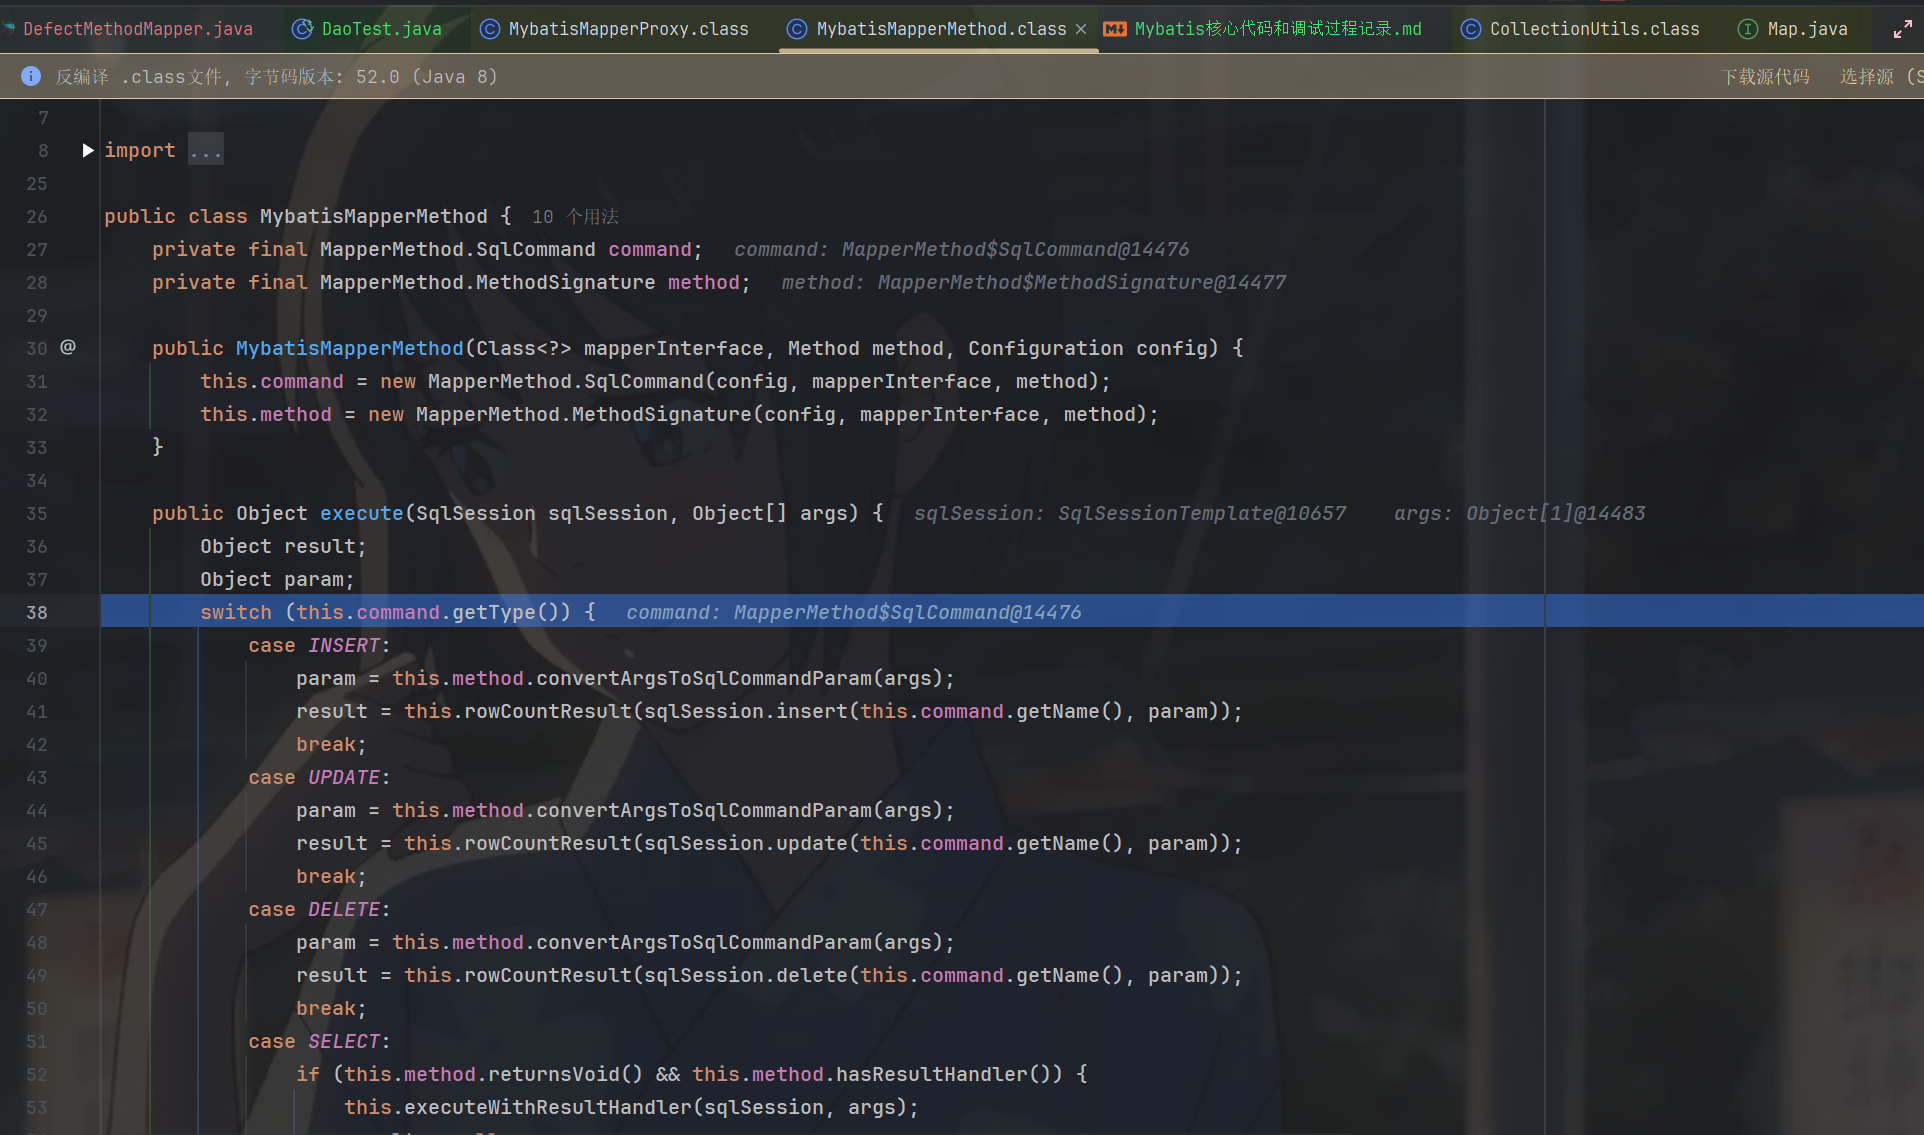 DefectMethodMapper.java DaoTest.java MybatisMapperProxy.class MybatisMapperMethod.class Mybatis核心代码和调试过程记录.md CollectionUtils.class Map.java
反编译 .class文件, 字节码版本: 52.0 (Java 8) 下载源代码 选择源 (S
7
8 import ...
25
26 public class MybatisMapperMethod { 10 个用法
27 private final MapperMethod.SqlCommand command; command: MapperMethod$SqlCommand@14476
28 private final MapperMethod.MethodSignature method; method: MapperMethod$MethodSignature@14477
29
30 @ public MybatisMapperMethod(Class<?> mapperInterface, Method method, Configuration config) {
31 this.command = new MapperMethod.SqlCommand(config, mapperInterface, method);
32 this.method = new MapperMethod.MethodSignature(config, mapperInterface, method);
33 }
34
35 public Object execute(SqlSession sqlSession, Object[] args) { sqlSession: SqlSessionTemplate@10657 args: Object[1]@14483
36 Object result;
37 Object param;
38 switch (this.command.getType()) { command: MapperMethod$SqlCommand@14476
39 case INSERT:
40 param = this.method.convertArgsToSqlCommandParam(args);
41 result = this.rowCountResult(sqlSession.insert(this.command.getName(), param));
42 break;
43 case UPDATE:
44 param = this.method.convertArgsToSqlCommandParam(args);
45 result = this.rowCountResult(sqlSession.update(this.command.getName(), param));
46 break;
47 case DELETE:
48 param = this.method.convertArgsToSqlCommandParam(args);
49 result = this.rowCountResult(sqlSession.delete(this.command.getName(), param));
50 break;
51 case SELECT:
52 if (this.method.returnsVoid() && this.method.hasResultHandler()) {
53 this.executeWithResultHandler(sqlSession, args);